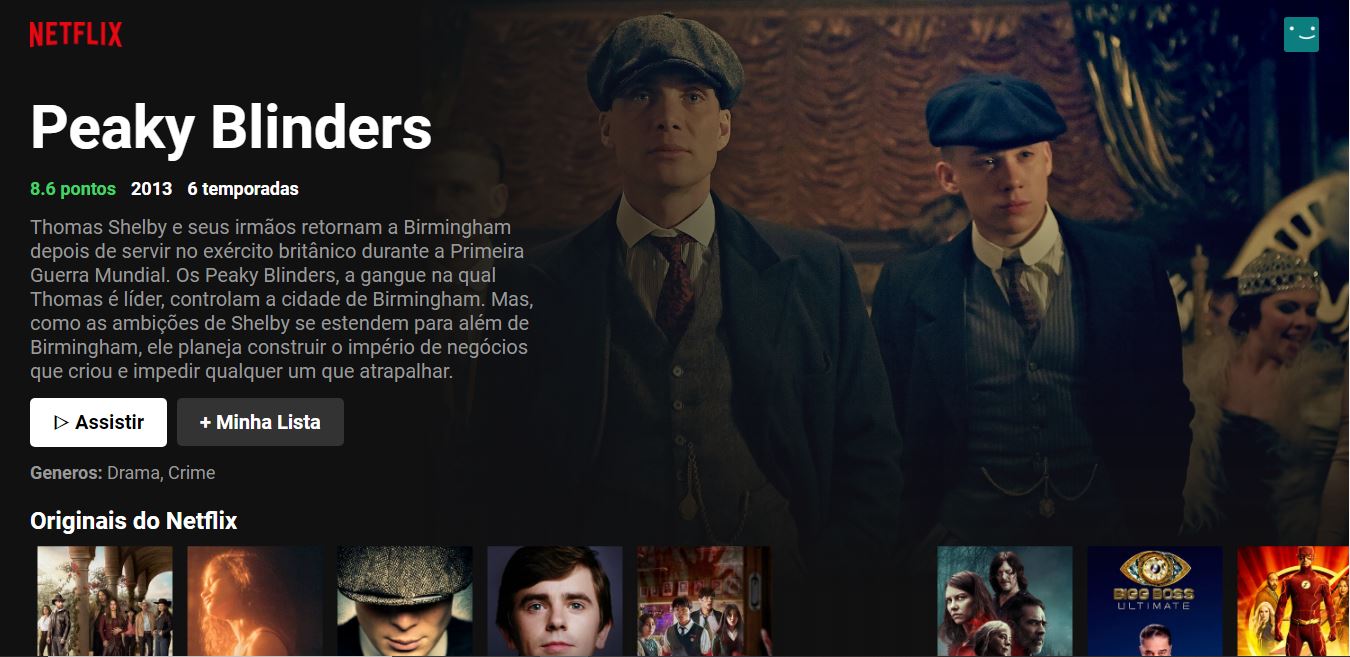 NETFLIX
Peaky Blinders
8.6 pontos 2013 6 temporadas
Thomas Shelby e seus irmãos retornam a Birmingham
depois de servir no exército britânico durante a Primeira
Guerra Mundial. Os Peaky Blinders, a gangue na qual
Thomas é líder, controlam a cidade de Birmingham. Mas,
como as ambições de Shelby se estendem para além de
Birmingham, ele planeja construir o império de negócios
que criou e impedir qualquer um que atrapalhar.
Assistir + Minha Lista
Generos: Drama, Crime
Originais do Netflix
BIGG BOSS
ULTIMATE